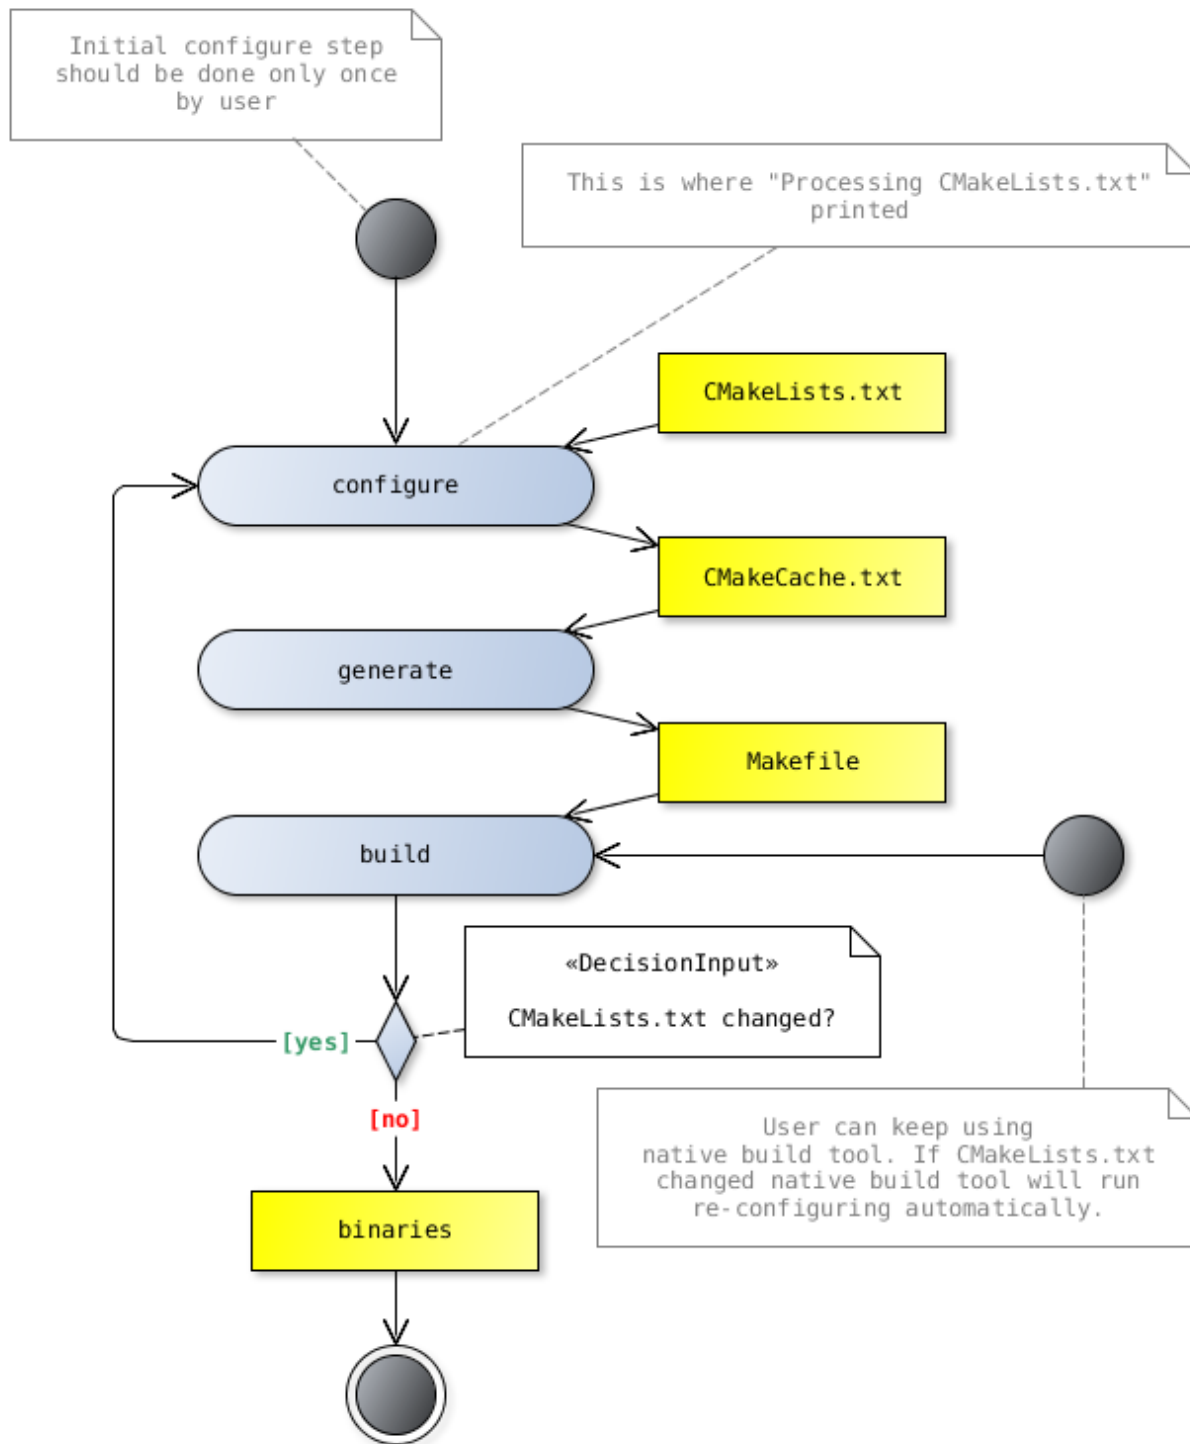 Initial configure step
should be done only once
by user
This is where "Processing CMakeLists.txt"
printed
CMakeLists.txt
configure
CMakeCache.txt
generate
Makefile
build
«DecisionInput»
CMakeLists.txt changed?
[yes]
[no]
User can keep using
native build tool. If CMakeLists.txt
changed native build tool will run
re-configuring automatically.
binaries